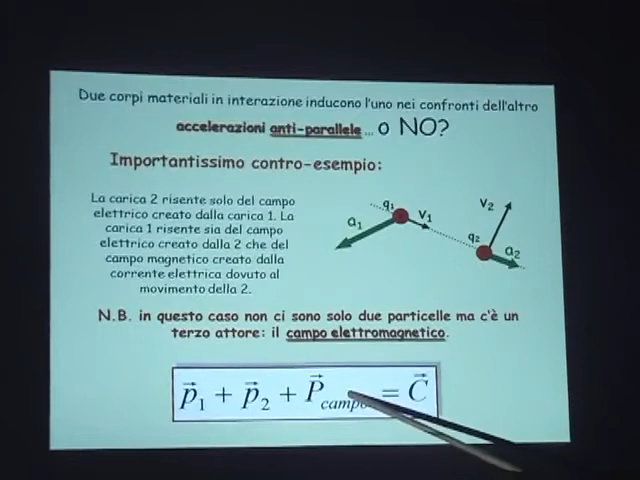 Due corpi materiali in interazione inducono l'uno nei confronti dell'altro
accelerazioni anti-parallele ... o NO?
Importantissimo contro-esempio:
La carica 2 risente solo del campo
elettrico creato dalla carica 1. La
carica 1 risente sia del campo
elettrico creato dalla 2 che del
campo magnetico creato dalla
corrente elettrica dovuto al
movimento della 2.
a₁ q₁ v₁ q₂ v₂ a₂
N.B. in questo caso non ci sono solo due particelle ma c'è un
terzo attore: il campo elettromagnetico.
p⃗₁ + p⃗₂ + P⃗campo = C⃗